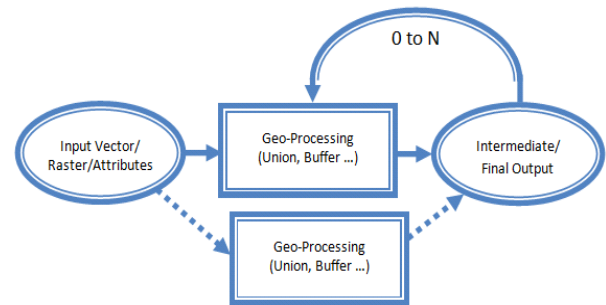 0 to N
Input Vector/
Raster/Attributes
Geo-Processing
(Union, Buffer ...)
Intermediate/
Final Output
Geo-Processing
(Union, Buffer ...)